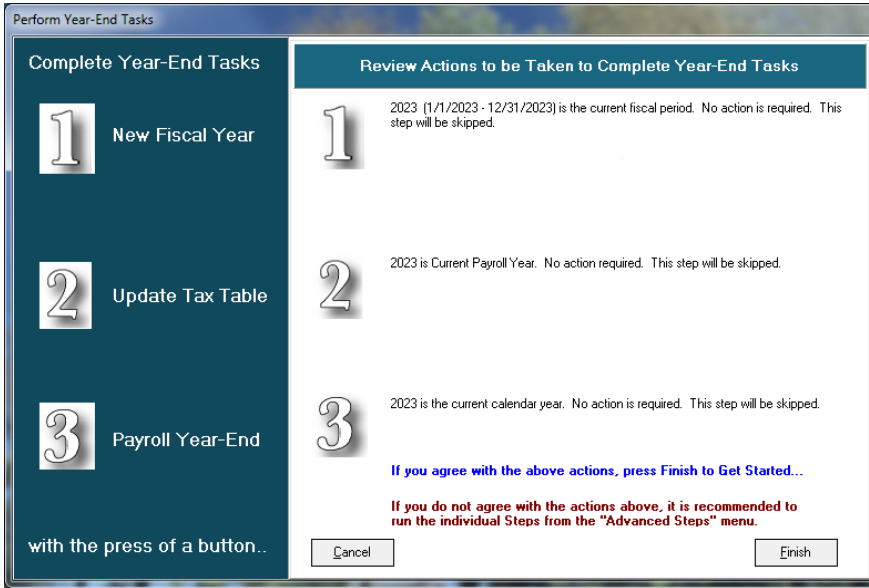 Perform Year-End Tasks
Complete Year-End Tasks
1
New Fiscal Year
2
Update Tax Table
3
Payroll Year-End
with the press of a button..
Review Actions to be Taken to Complete Year-End Tasks
1
2023 (1/1/2023 - 12/31/2023) is the current fiscal period. No action is required. This
step will be skipped.
2
2023 is Current Payroll Year. No action required. This step will be skipped.
3
2023 is the current calendar year. No action is required. This step will be skipped.
If you agree with the above actions, press Finish to Get Started...
If you do not agree with the actions above, it is recommended to
run the individual Steps from the "Advanced Steps" menu.
Cancel
Finish